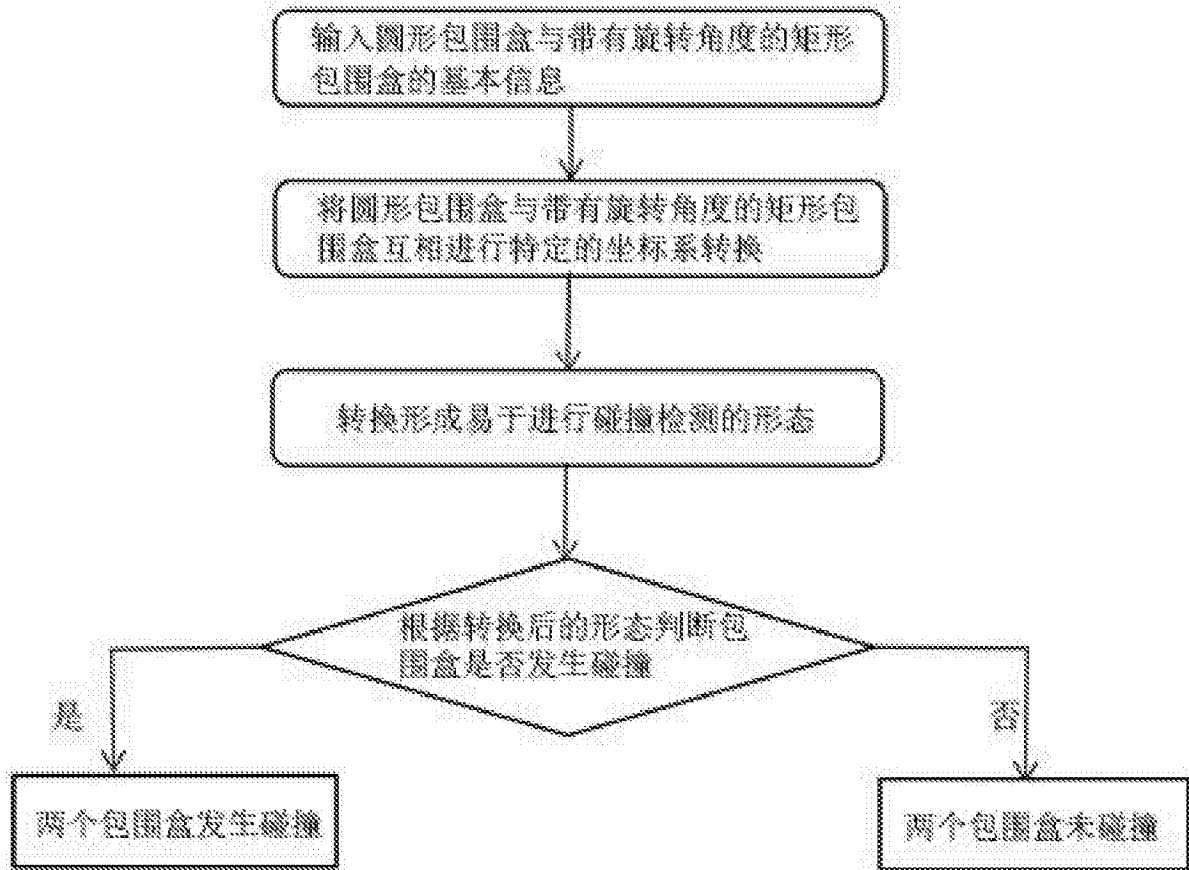 输入圆形包围盒与带有旋转角度的矩形
包围盒的基本信息
将圆形包围盒与带有旋转角度的矩形包
围盒互相进行特定的坐标系转换
转换形成易于进行碰撞检测的形态
根据转换后的形态判断包
围盒是否发生碰撞
是
否
两个包围盒发生碰撞
两个包围盒未碰撞